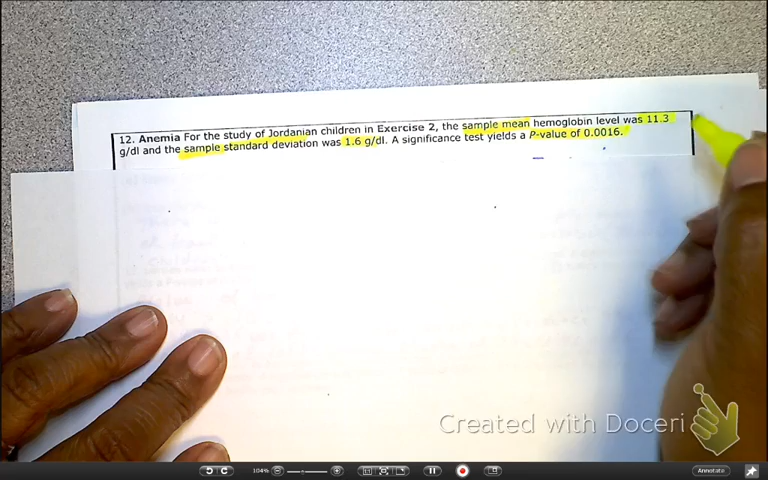 12. Anemia For the study of Jordanian children in Exercise 2, the sample mean hemoglobin level was 11.3
g/dl and the sample standard deviation was 1.6 g/dl. A significance test yields a P-value of 0.0016.
Created with Doceri
104%
Annotate